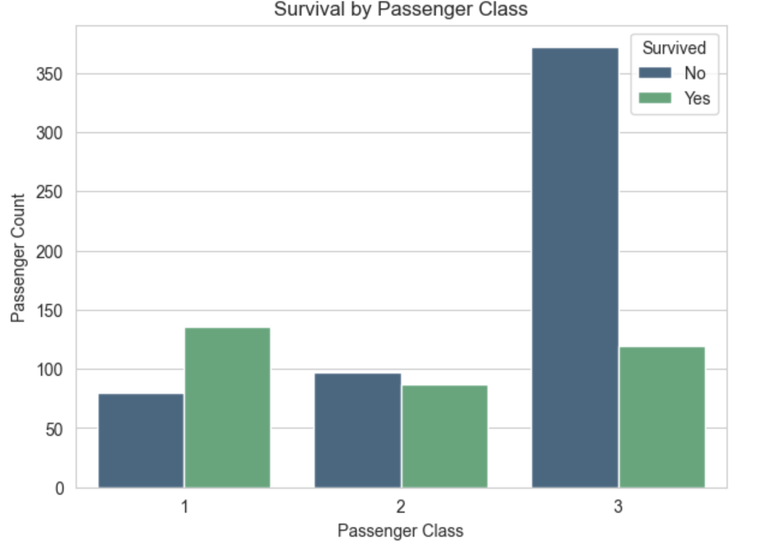 Survival by Passenger Class
Survived
No
Yes
Passenger Count
350
300
250
200
150
100
50
0
1 2 3
Passenger Class